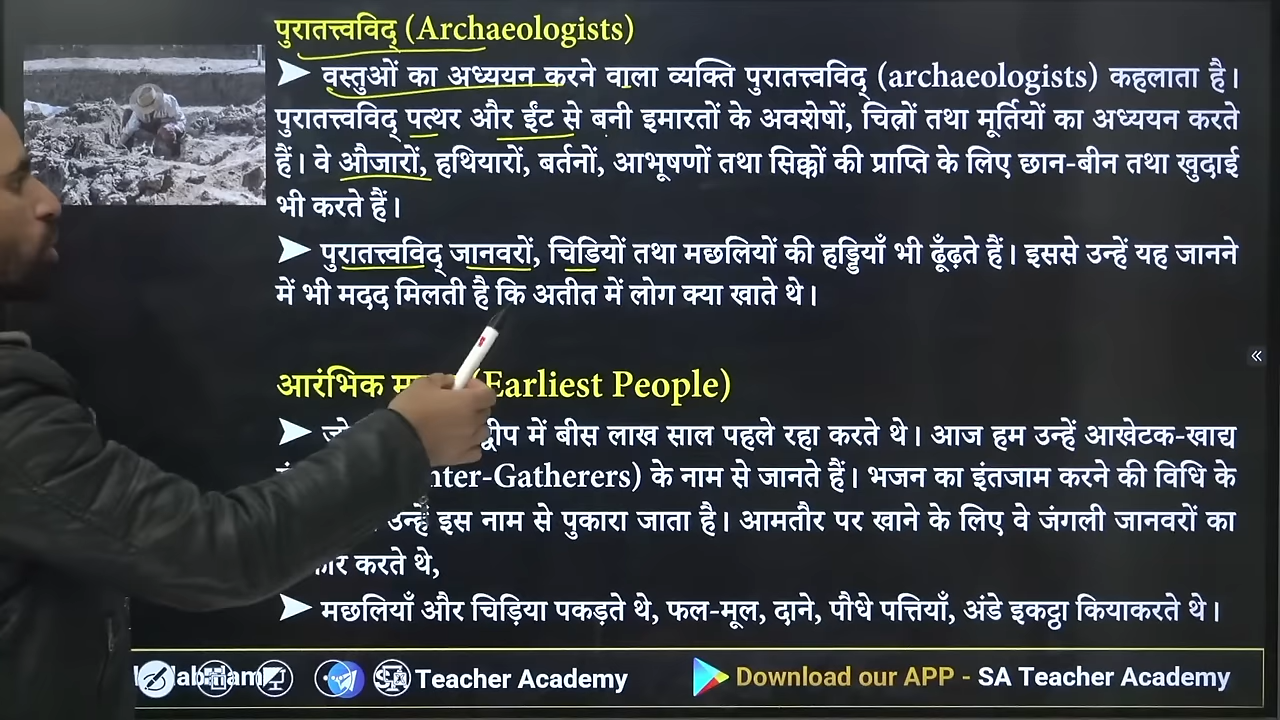 पुरातत्त्वविद् (Archaeologists)
➤ वस्तुओं का अध्ययन करने वाला व्यक्ति पुरातत्त्वविद् (archaeologists) कहलाता है।
पुरातत्त्वविद् पत्थर और ईंट से बनी इमारतों के अवशेषों, चित्रों तथा मूर्तियों का अध्ययन करते
हैं। वे औजारों, हथियारों, बर्तनों, आभूषणों तथा सिक्कों की प्राप्ति के लिए छान-बीन तथा खुदाई
भी करते हैं।
➤ पुरातत्त्वविद् जानवरों, चिडियों तथा मछलियों की हड्डियाँ भी ढूँढ़ते हैं। इससे उन्हें यह जानने
में भी मदद मिलती है कि अतीत में लोग क्या खाते थे।
आरंभिक (Earliest People)
➤ में बीस लाख साल पहले रहा करते थे। आज हम उन्हें आखेटक-खाद्य
के नाम से जानते हैं। भजन का इंतजाम करने की विधि के
उन्हें इस नाम से पुकारा जाता है। आमतौर पर खाने के लिए वे जंगली जानवरों का
करते थे,
➤ मछलियाँ और चिड़िया पकड़ते थे, फल-मूल, दाने, पौधे पत्तियाँ, अंडे इकट्ठा कियाकरते थे।
Teacher Academy
Download our APP - SA Teacher Academy